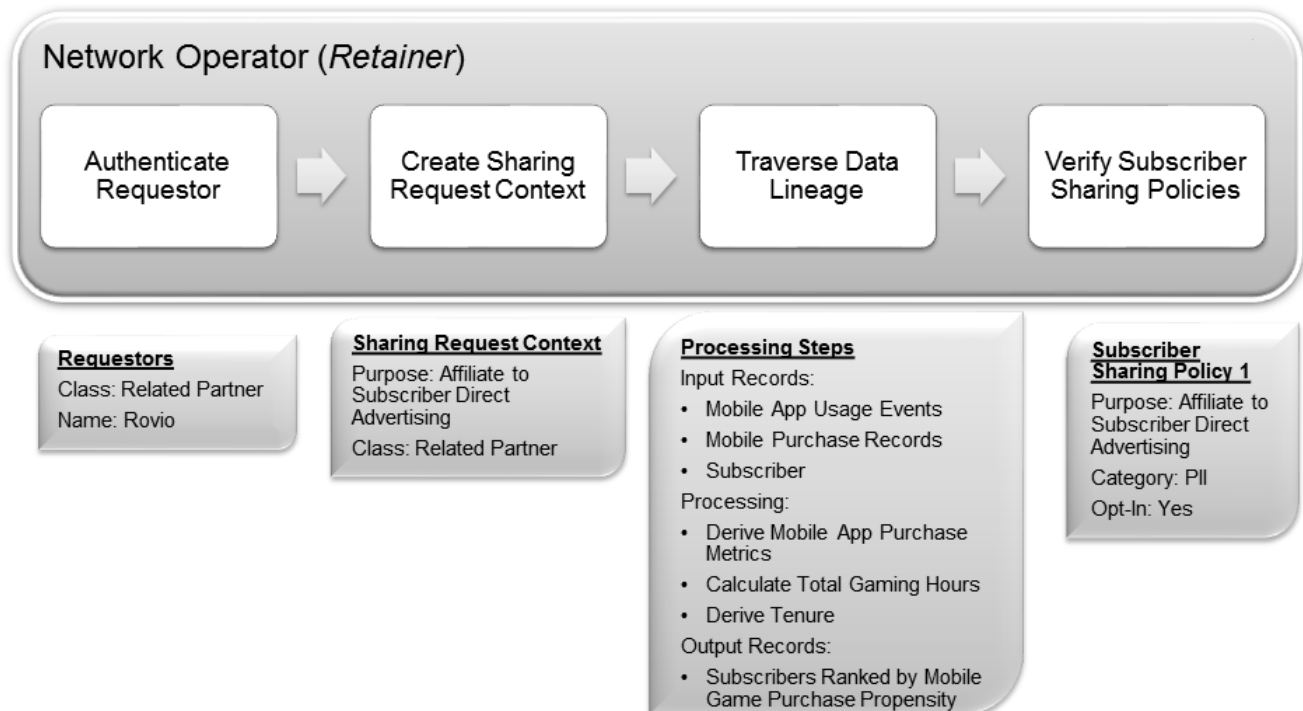 Network Operator (Retainer)
Authenticate
Requestor
Create Sharing
Request Context
Traverse Data
Lineage
Verify Subscriber
Sharing Policies
Requestors
Class: Related Partner
Name: Rovio
Sharing Request Context
Purpose: Affiliate to
Subscriber Direct
Advertising
Class: Related Partner
Processing Steps
Input Records:
• Mobile App Usage Events
• Mobile Purchase Records
• Subscriber
Processing:
• Derive Mobile App Purchase
Metrics
• Calculate Total Gaming Hours
• Derive Tenure
Output Records:
• Subscribers Ranked by Mobile
Game Purchase Propensity
Subscriber
Sharing Policy 1
Purpose: Affiliate to
Subscriber Direct
Advertising
Category: PII
Opt-In: Yes